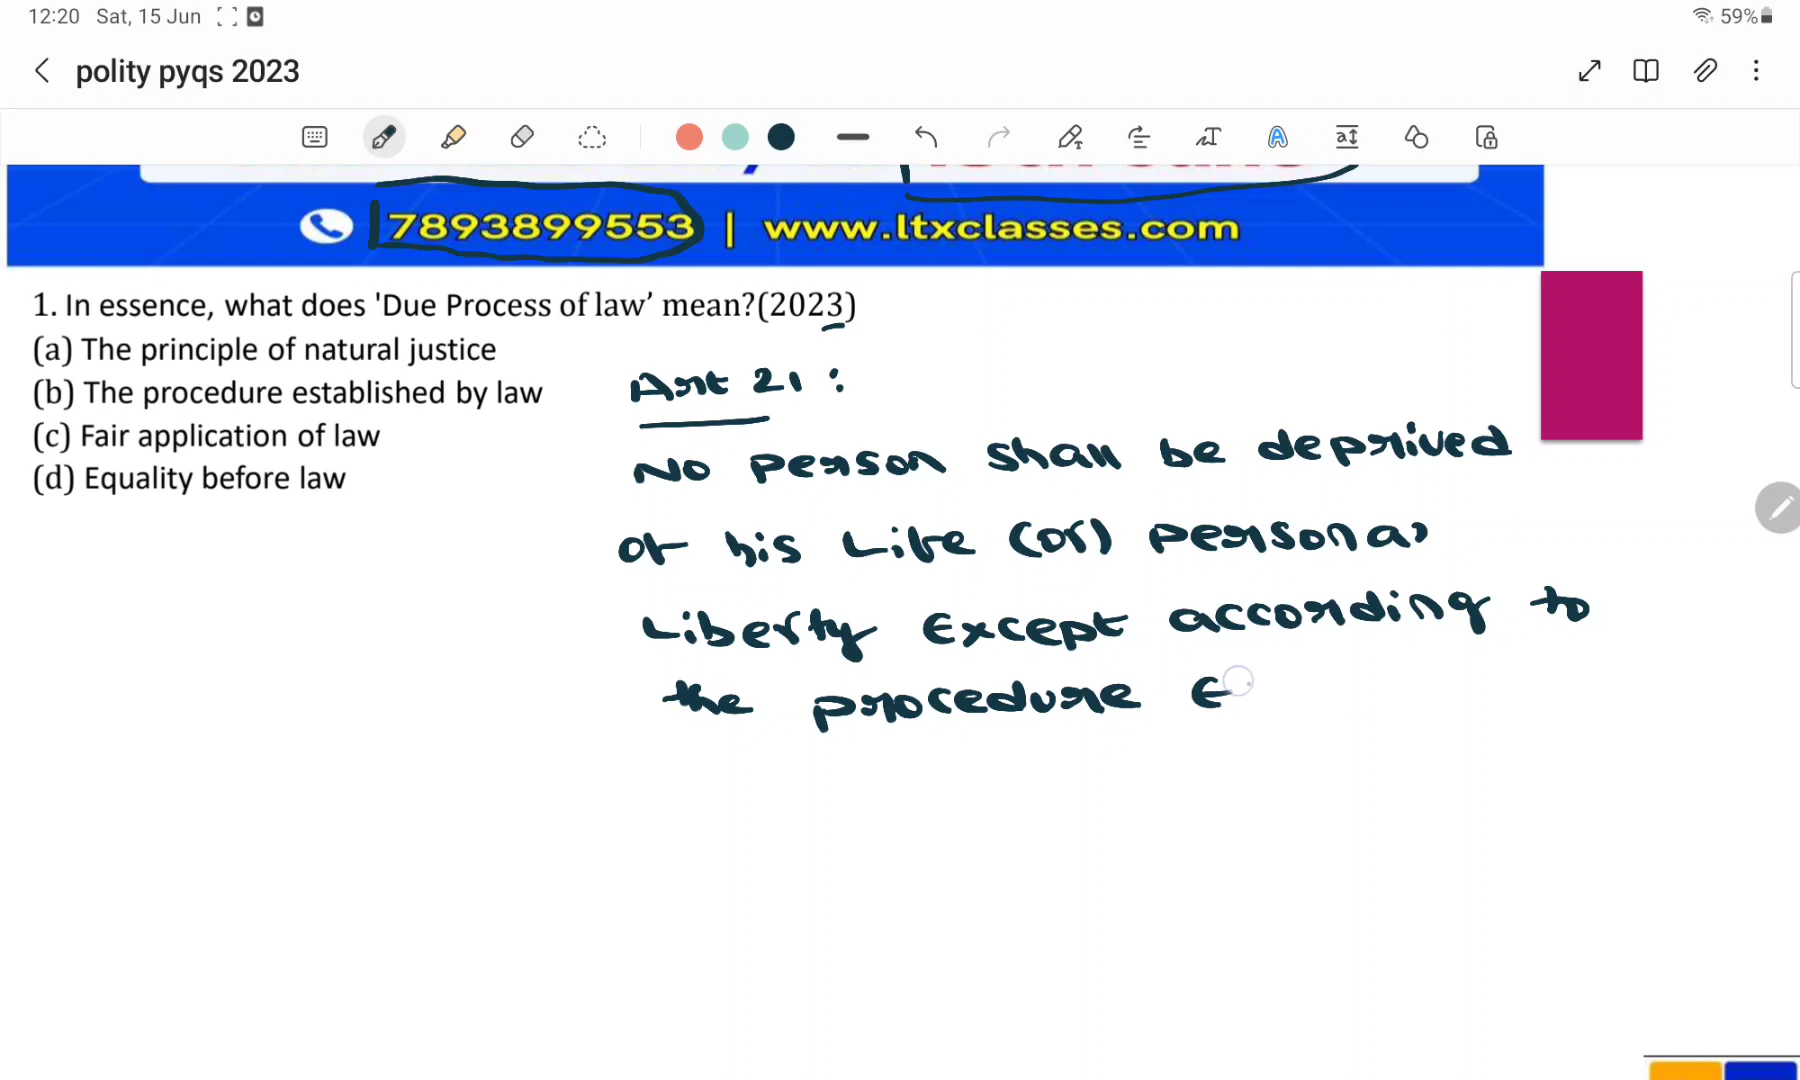 12:20 Sat, 15 Jun
59%
polity pyqs 2023
7893899553 | www.ltxclasses.com
1. In essence, what does 'Due Process of law’ mean?(2023)
(a) The principle of natural justice
(b) The procedure established by law
(c) Fair application of law
(d) Equality before law
Art 21 :
No person shall be deprived
of his Life (or) personal
Liberty Except according to
the procedure E